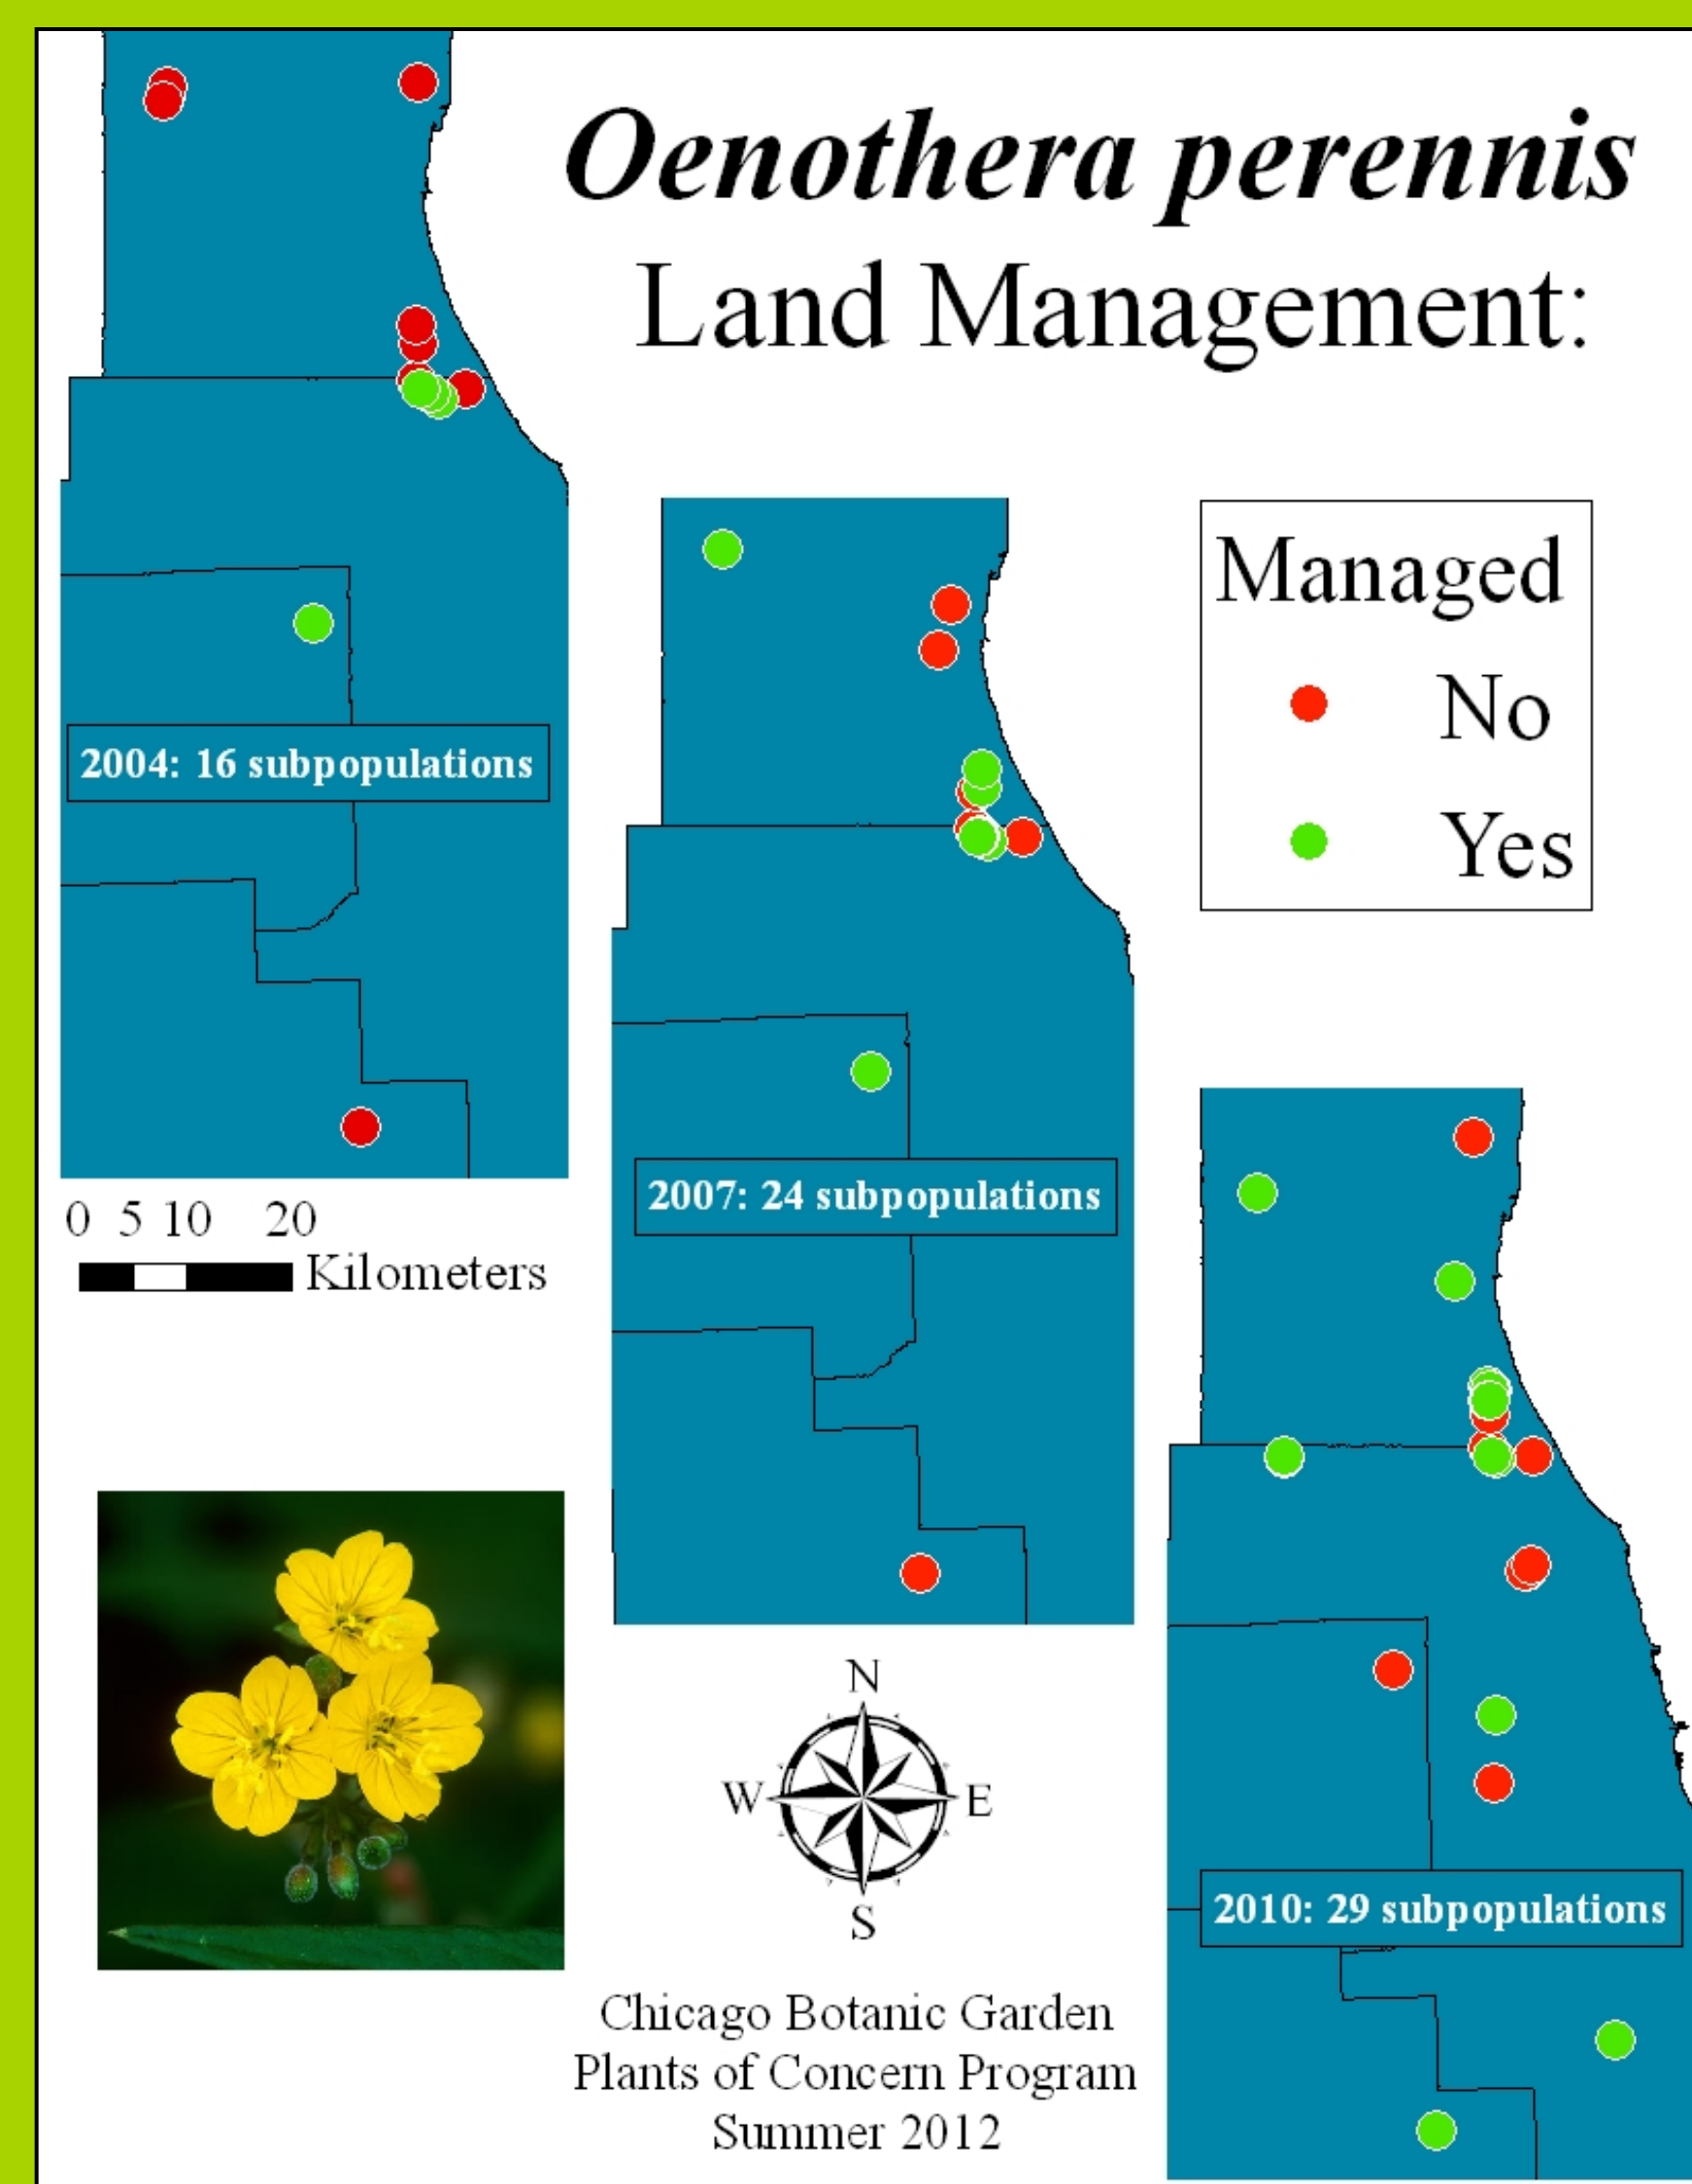 Oenothera perennis
Land Management:
Managed
No
Yes
2004: 16 subpopulations
0 5 10 20
Kilometers
2007: 24 subpopulations
2010: 29 subpopulations
N
W E
S
Chicago Botanic Garden
Plants of Concern Program
Summer 2012